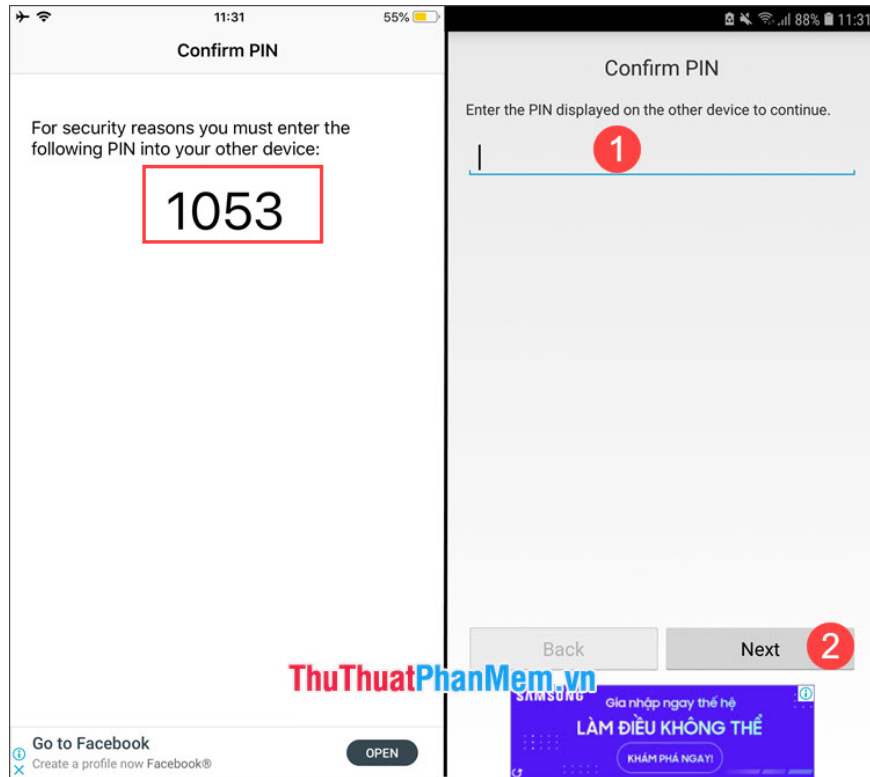 11:31
55%
Confirm PIN
For security reasons you must enter the
following PIN into your other device:
1053
Go to Facebook
Create a profile now Facebook®
OPEN
88% 11:31
Confirm PIN
Enter the PIN displayed on the other device to continue.
1
Back
Next
2
ThuThuatPhanMem.vn
SAMSUNG
Gia nhập ngay thế hệ
LÀM ĐIỀU KHÔNG THỂ
KHÁM PHÁ NGAY!